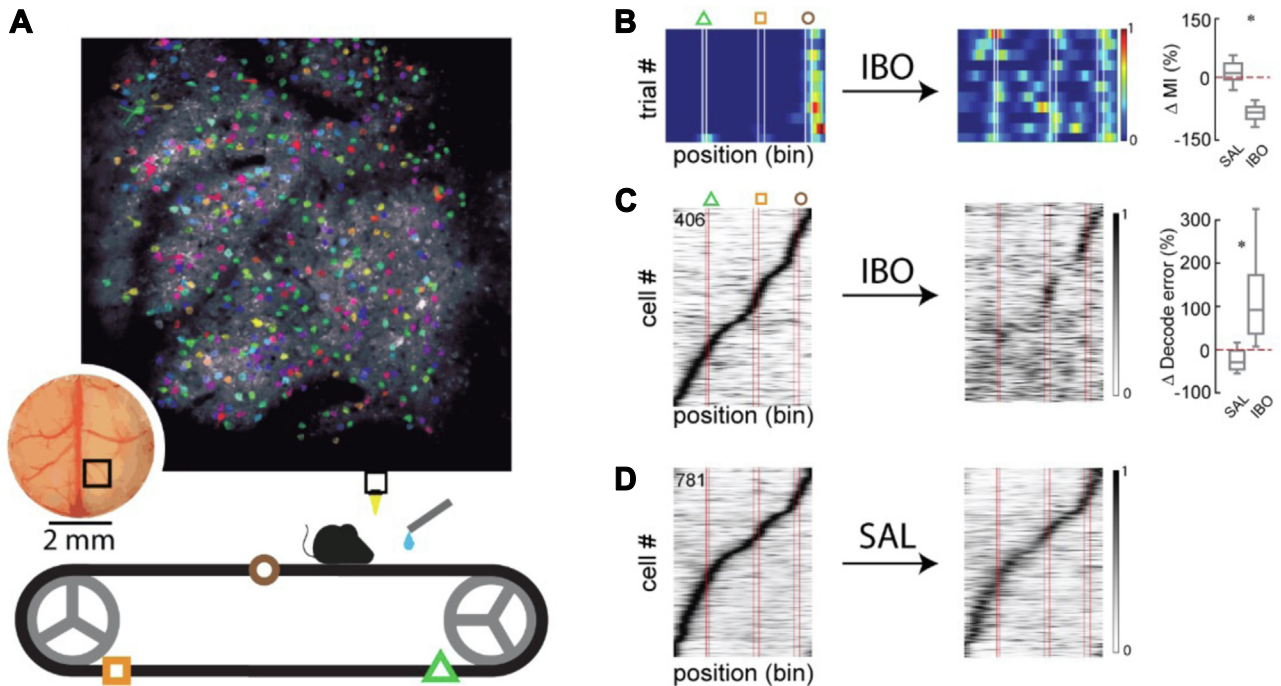 A
2 mm
B
trial #
position (bin)
IBO
1
0
Δ MI (%)
150
0
-150
SAL
IBO
*
C
406
cell #
position (bin)
IBO
1
0
Δ Decode error (%)
300
200
100
0
-100
SAL
IBO
*
D
781
cell #
position (bin)
SAL
1
0